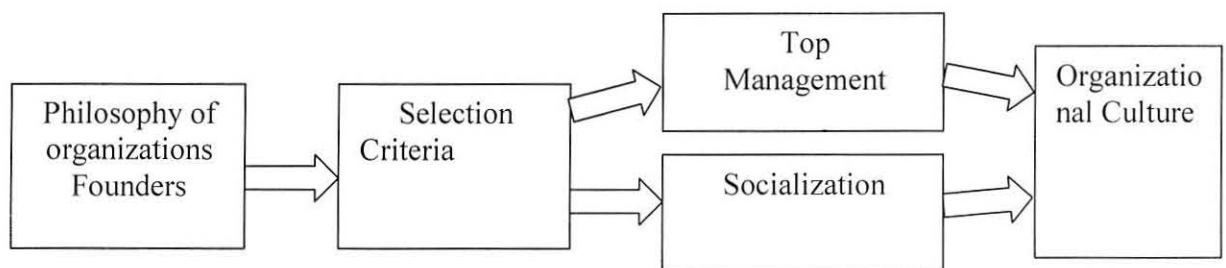 Philosophy of
organizations
Founders
Selection
Criteria
Top
Management
Socialization
Organizatio
nal Culture